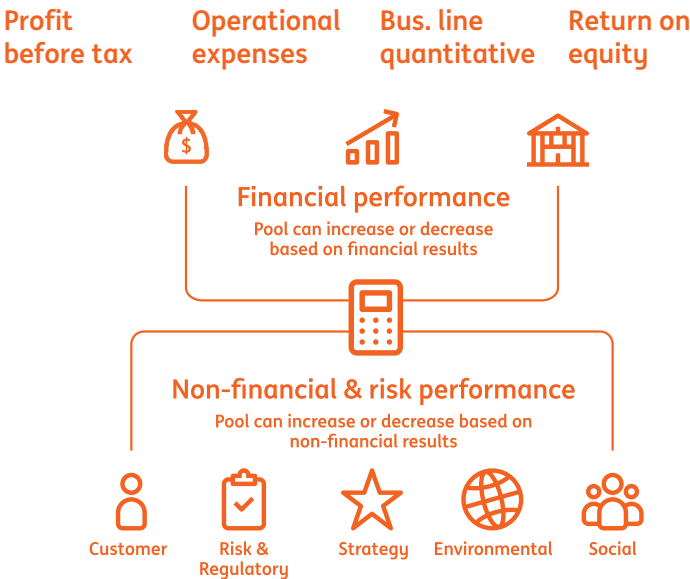 Profit
before tax
Operational
expenses
Bus. line
quantitative
Return on
equity
$
Financial performance
Pool can increase or decrease
based on financial results
Non-financial & risk performance
Pool can increase or decrease based on
non-financial results
Customer
Risk &
Regulatory
Strategy
Environmental
Social